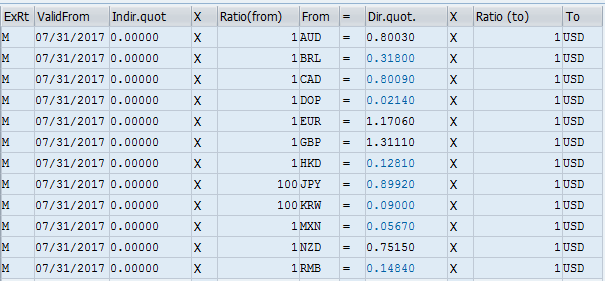 ExRt ValidFrom Indir.quot X Ratio(from) From = Dir.quot. X Ratio (to) To
M 07/31/2017 0.00000 X 1 AUD = 0.80030 X 1 USD
M 07/31/2017 0.00000 X 1 BRL = 0.31800 X 1 USD
M 07/31/2017 0.00000 X 1 CAD = 0.80090 X 1 USD
M 07/31/2017 0.00000 X 1 DOP = 0.02140 X 1 USD
M 07/31/2017 0.00000 X 1 EUR = 1.17060 X 1 USD
M 07/31/2017 0.00000 X 1 GBP = 1.31110 X 1 USD
M 07/31/2017 0.00000 X 1 HKD = 0.12810 X 1 USD
M 07/31/2017 0.00000 X 100 JPY = 0.89920 X 1 USD
M 07/31/2017 0.00000 X 100 KRW = 0.09000 X 1 USD
M 07/31/2017 0.00000 X 1 MXN = 0.05670 X 1 USD
M 07/31/2017 0.00000 X 1 NZD = 0.75150 X 1 USD
M 07/31/2017 0.00000 X 1 RMB = 0.14840 X 1 USD